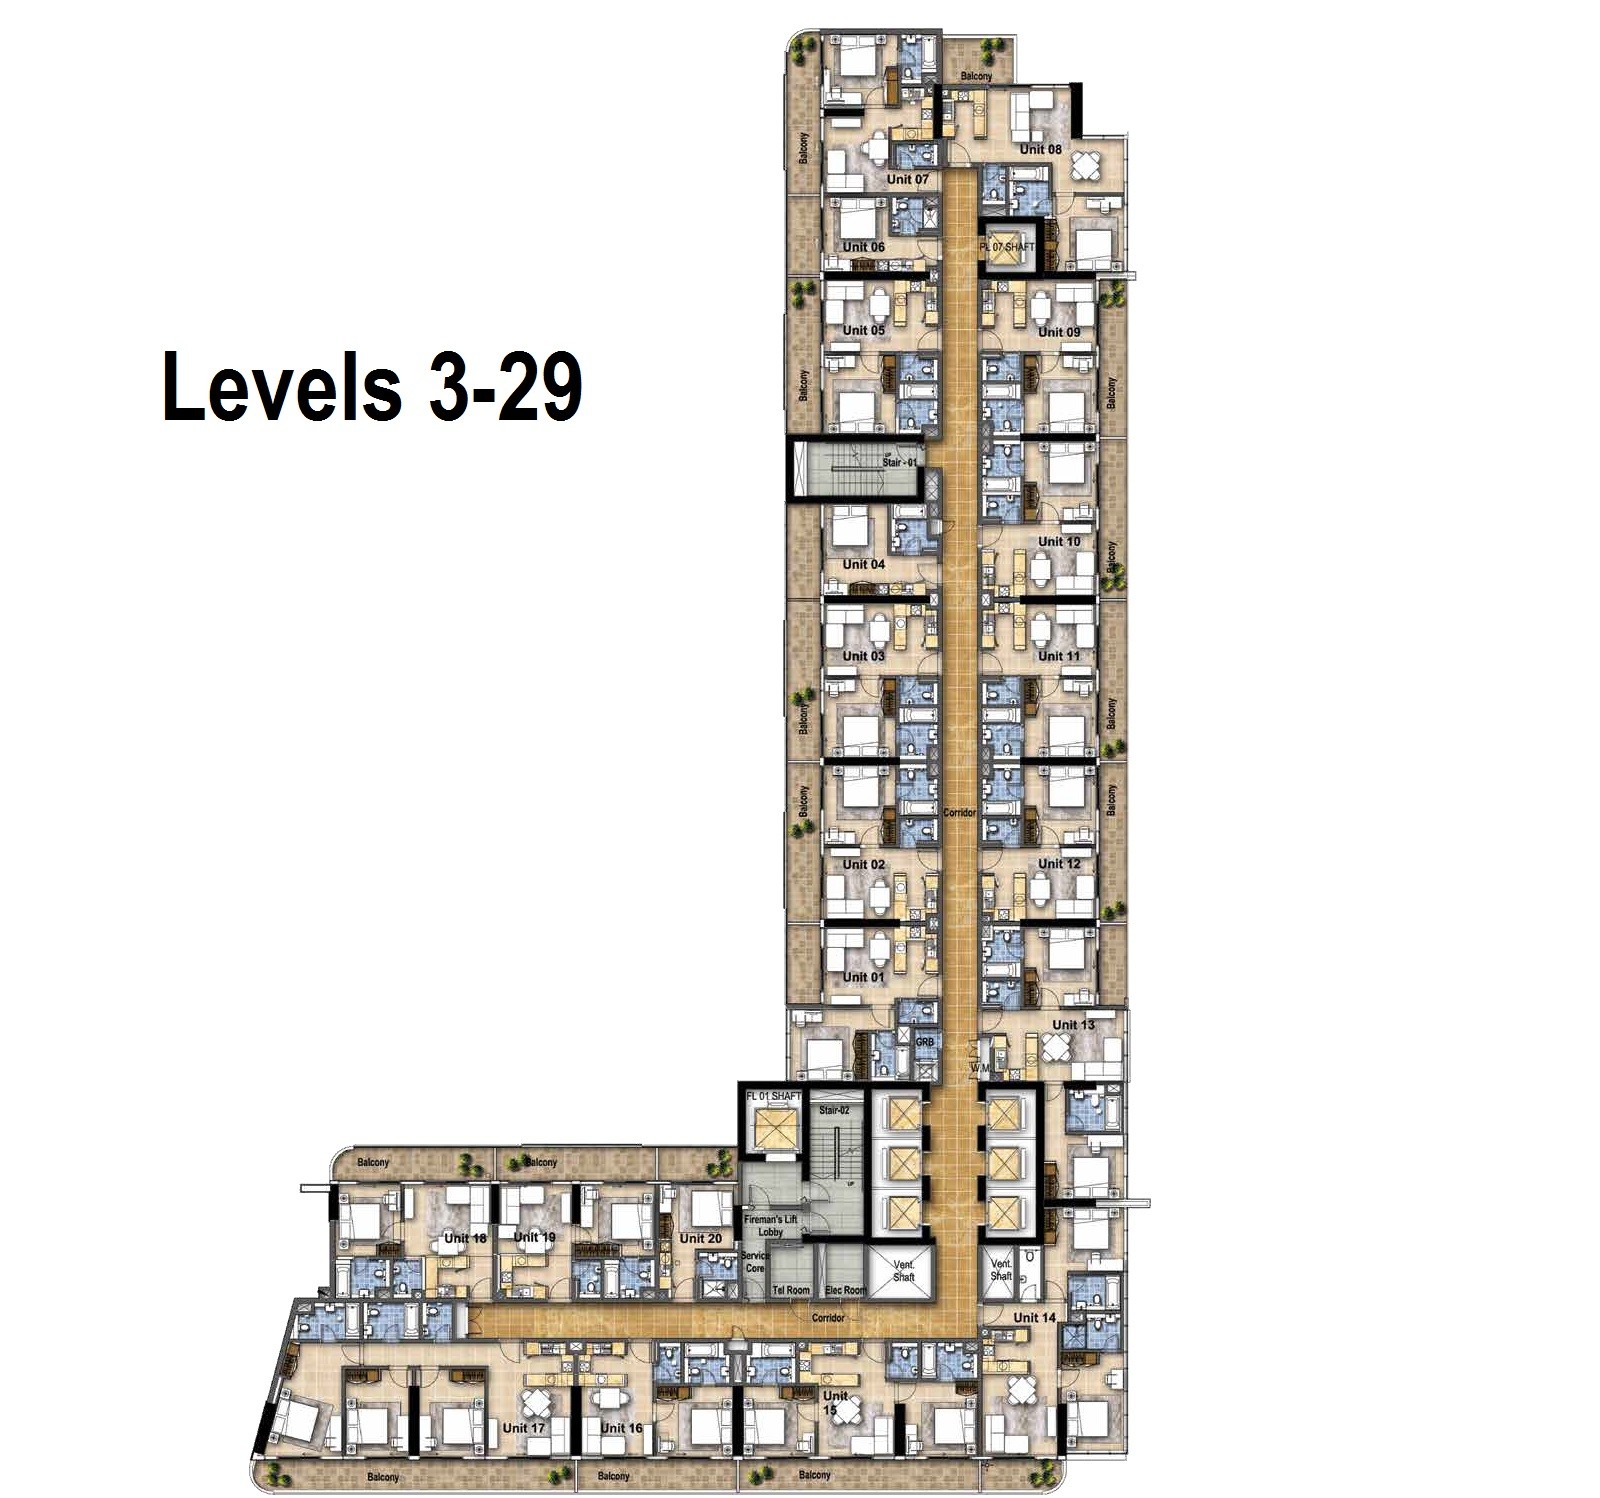 Balcony
Unit 08
Balcony
Unit 07
Unit 06
PL 07 SHAFT
Unit 05
Unit 09
Levels 3-29
Balcony
Balcony
Stair - 01
UP
Unit 10
Balcony
Unit 04
Unit 03
Unit 11
Balcony
Balcony
Balcony
Corridor
Balcony
Unit 02
Unit 12
Unit 01
Unit 13
GRB
W.M
FL 01 SHAFT
Stair-02
UP
Balcony
Balcony
Fireman's Lift
Lobby
Unit 18
Unit 19
Unit 20
Service
Core
Vent.
Shaft
Vent.
Shaft
Tel Room
Elec Room
Corridor
Unit 14
Unit
15
Unit 17
Unit 16
Balcony
Balcony
Balcony